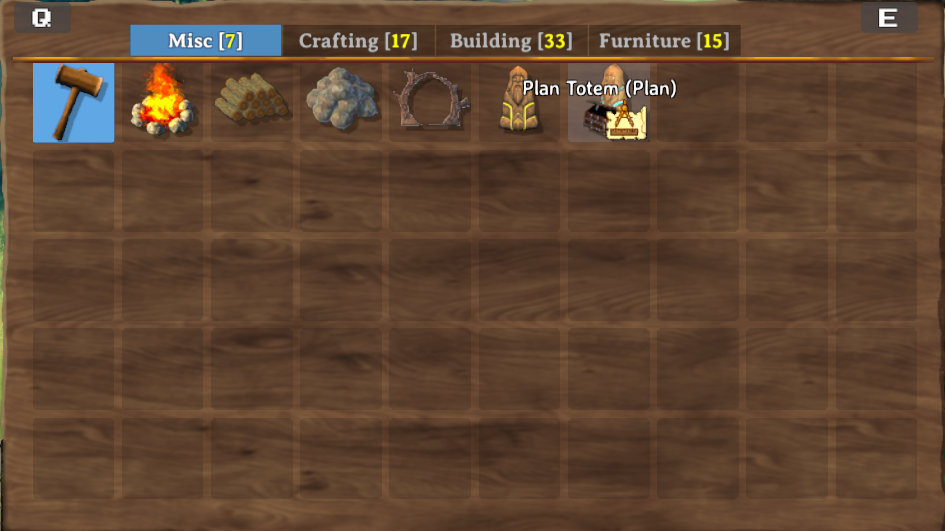 Q
E
Misc [7]
Crafting [17]
Building [33]
Furniture [15]
Plan Totem (Plan)